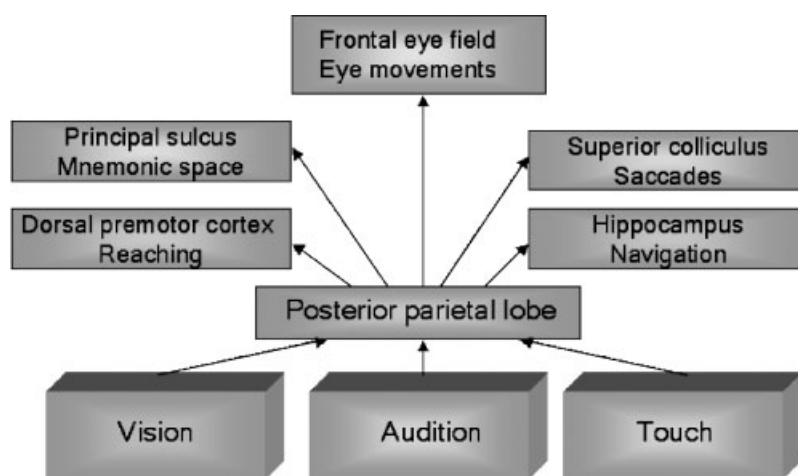 Frontal eye field
Eye movements
Principal sulcus
Mnemonic space
Superior colliculus
Saccades
Dorsal premotor cortex
Reaching
Hippocampus
Navigation
Posterior parietal lobe
Vision
Audition
Touch